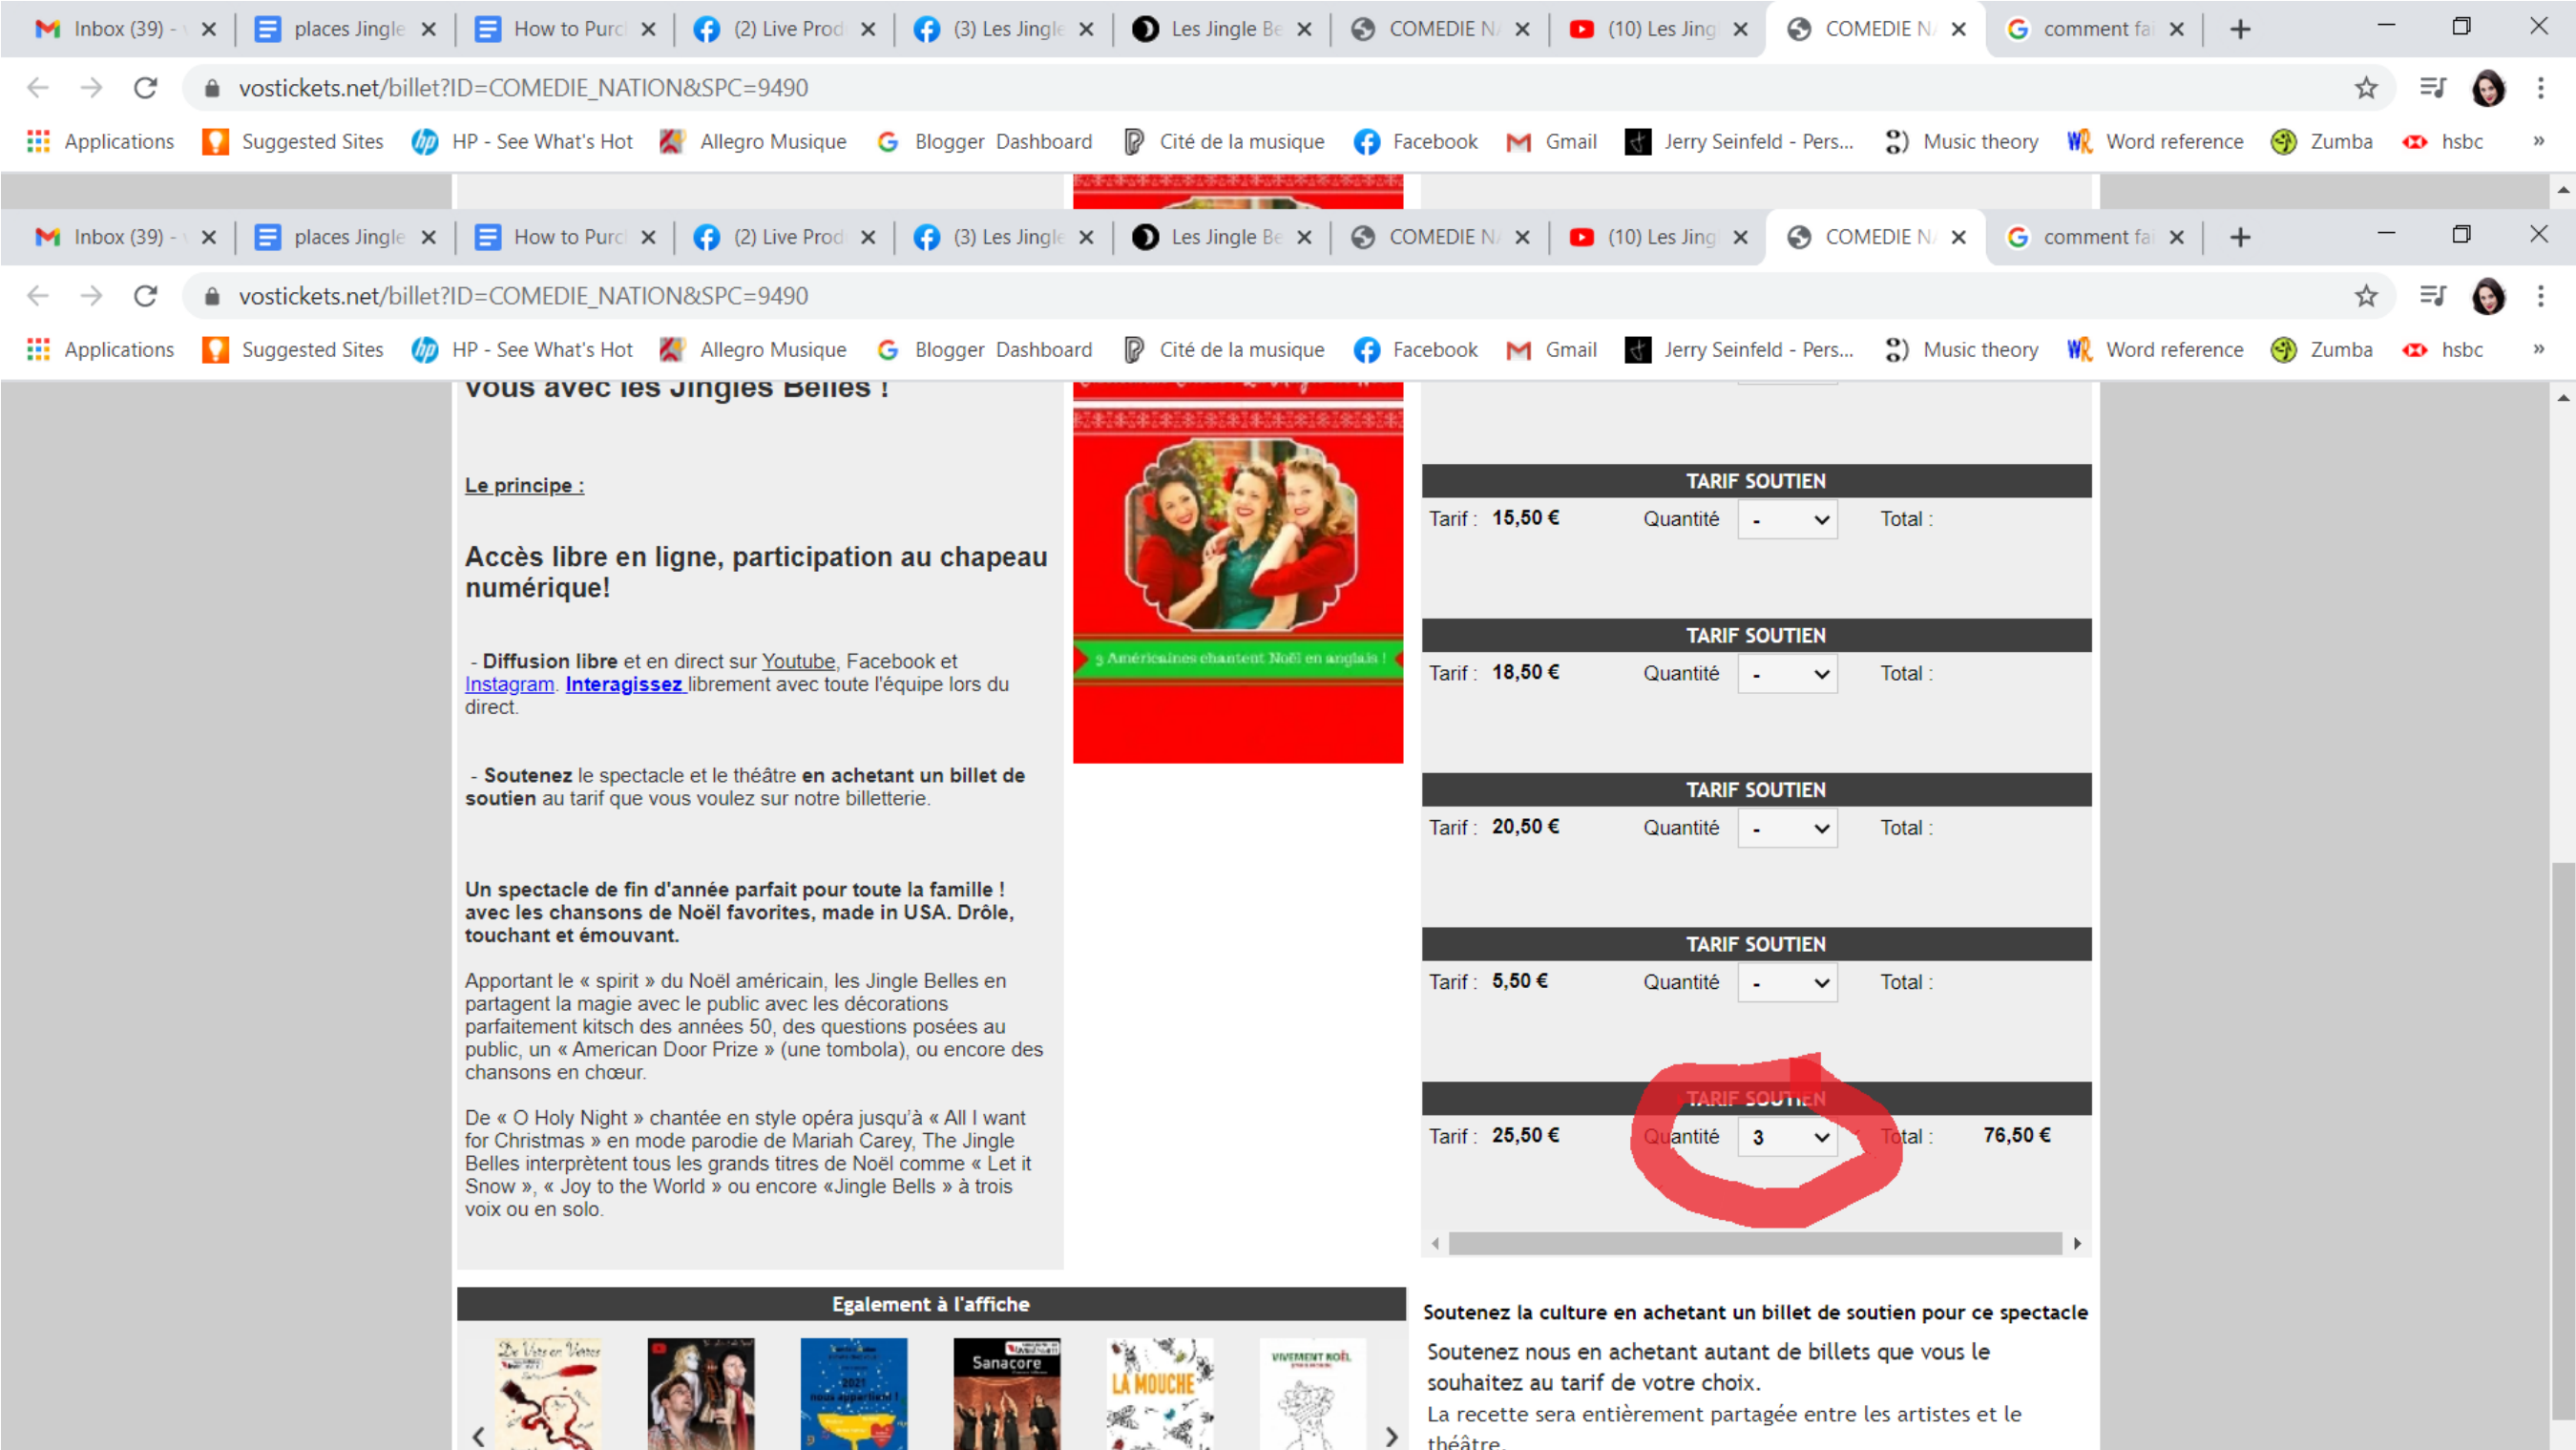 Inbox (39) -
places Jingle
How to Purc
(2) Live Prod
(3) Les Jingle
Les Jingle Be
COMEDIE N
(10) Les Jing
COMEDIE N
comment fai
vostickets.net/billet?ID=COMEDIE_NATION&SPC=9490
Applications
Suggested Sites
HP - See What's Hot
Allegro Musique
Blogger Dashboard
Cité de la musique
Facebook
Gmail
Jerry Seinfeld - Pers...
Music theory
Word reference
Zumba
hsbc
»
Inbox (39) -
places Jingle
How to Purc
(2) Live Prod
(3) Les Jingle
Les Jingle Be
COMEDIE N
(10) Les Jing
COMEDIE N
comment fai
vostickets.net/billet?ID=COMEDIE_NATION&SPC=9490
Applications
Suggested Sites
HP - See What's Hot
Allegro Musique
Blogger Dashboard
Cité de la musique
Facebook
Gmail
Jerry Seinfeld - Pers...
Music theory
Word reference
Zumba
hsbc
»
vous avec les Jingles Belles !
Le principe :
Accès libre en ligne, participation au chapeau
numérique!
- Diffusion libre et en direct sur Youtube, Facebook et
Instagram. Interagissez librement avec toute l'équipe lors du
direct.
- Soutenez le spectacle et le théâtre en achetant un billet de
soutien au tarif que vous voulez sur notre billetterie.
Un spectacle de fin d'année parfait pour toute la famille !
avec les chansons de Noël favorites, made in USA. Drôle,
touchant et émouvant.
Apportant le « spirit » du Noël américain, les Jingle Belles en
partagent la magie avec le public avec les décorations
parfaitement kitsch des années 50, des questions posées au
public, un « American Door Prize » (une tombola), ou encore des
chansons en chœur.
De « O Holy Night » chantée en style opéra jusqu'à « All I want
for Christmas » en mode parodie de Mariah Carey, The Jingle
Belles interprètent tous les grands titres de Noël comme « Let it
Snow », « Joy to the World » ou encore «Jingle Bells » à trois
voix ou en solo.
3 Américaines chantent Noël en anglais !
TARIF SOUTIEN
Tarif : 15,50 € Quantité - Total :
TARIF SOUTIEN
Tarif : 18,50 € Quantité - Total :
TARIF SOUTIEN
Tarif : 20,50 € Quantité - Total :
TARIF SOUTIEN
Tarif : 5,50 € Quantité - Total :
TARIF SOUTIEN
Tarif : 25,50 € Quantité 3 Total : 76,50 €
Egalement à l'affiche
De Vers en Verres
2021
nous appartient !
Sanacore
LA MOUCHE
VIVEMENT NOËL
Soutenez la culture en achetant un billet de soutien pour ce spectacle
Soutenez nous en achetant autant de billets que vous le
souhaitez au tarif de votre choix.
La recette sera entièrement partagée entre les artistes et le
théâtre.